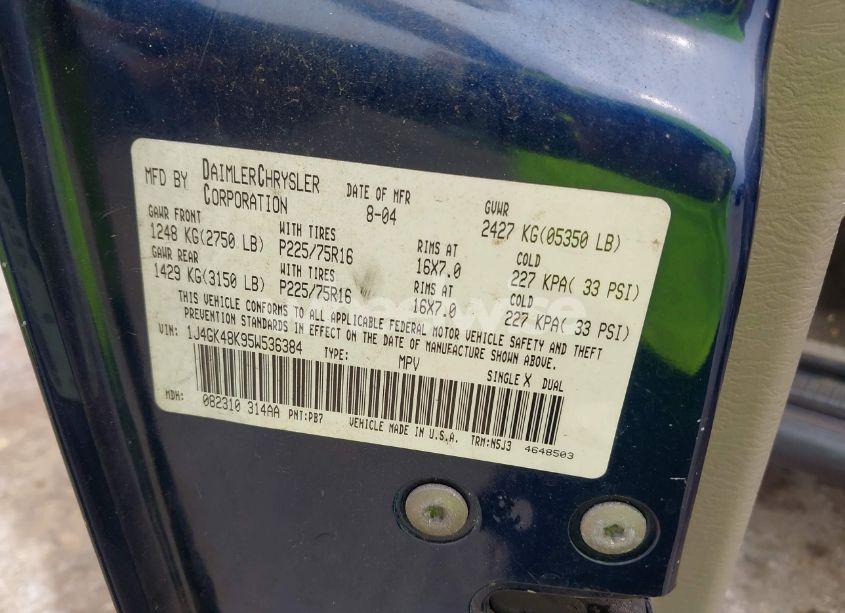 MFD BY DAIMLERCHRYSLER CORPORATION DATE OF MFR 8-04 GVWR 2427 KG(05350 LB)
GAWR FRONT WITH TIRES RIMS AT COLD
1248 KG(2750 LB) P225/75R16 16X7.0 227 KPA( 33 PSI)
GAWR REAR WITH TIRES RIMS AT COLD
1429 KG(3150 LB) P225/75R16 16X7.0 227 KPA( 33 PSI)
THIS VEHICLE CONFORMS TO ALL APPLICABLE FEDERAL MOTOR VEHICLE SAFETY AND THEFT
PREVENTION STANDARDS IN EFFECT ON THE DATE OF MANUFACTURE SHOWN ABOVE.
VIN: 1J4GK48K95W536384 TYPE: MPV SINGLE X DUAL
MDH: 082310 314AA PNT:PB7 VEHICLE MADE IN U.S.A. TRM:N5J3 4648503